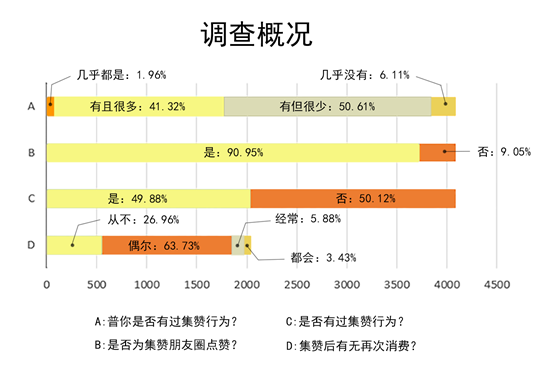 调查概况
几乎都是: 1.96%
几乎没有: 6.11%
A
有且很多: 41.32%
有但很少: 50.61%
B
是: 90.95%
否: 9.05%
C
是: 49.88%
否: 50.12%
从不: 26.96%
经常: 5.88%
D
偶尔: 63.73%
都会: 3.43%
0 500 1000 1500 2000 2500 3000 3500 4000 4500
A:普你是否有过集赞行为?
C:是否有过集赞行为?
B:是否为集赞朋友圈点赞?
D:集赞后有无再次消费?